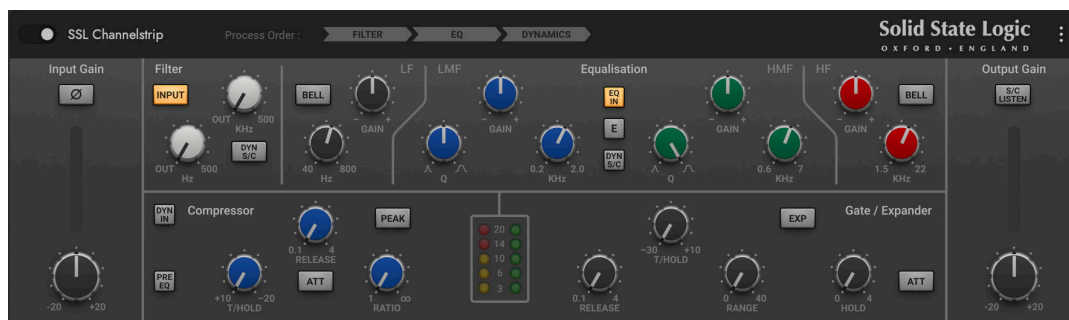 SSL Channelstrip
Process Order :
FILTER
EQ
DYNAMICS
Solid State Logic
OXFORD • ENGLAND
Input Gain
Ø
-20 +20
Filter
INPUT
OUT 500
KHz
OUT 500
Hz
DYN
S/C
LF
BELL
- +
GAIN
40 800
Hz
LMF
- +
GAIN
Q
0.2 2.0
KHz
Equalisation
EQ
IN
E
DYN
S/C
HMF
- +
GAIN
Q
0.6 7
KHz
HF
- +
GAIN
BELL
1.5 22
KHz
Output Gain
S/C
LISTEN
-20 +20
DYN
IN
Compressor
0.1 4
RELEASE
PEAK
PRE
EQ
+10 -20
T/HOLD
ATT
1 ∞
RATIO
20
14
10
6
3
Gate / Expander
-30 +10
T/HOLD
EXP
0.1 4
RELEASE
0 40
RANGE
0 4
HOLD
ATT